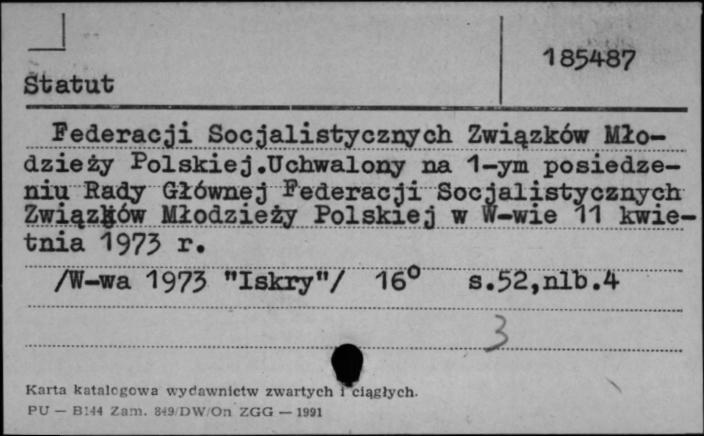 185487
Statut
Federacji Socjalistycznych Związków Mło-
dzieży Polskiej.Uchwalony na 1-ym posiedze-
niu Rady Głównej Federacji Socjalistycznych
Związków Młodzieży Polskiej w W-wie 11 kwie-
tnia 1973 r.
/W-wa 1973 "Iskry"/ 16° s.52,nlb.4
3
Karta katalogowa wydawnictw zwartych i ciągłych.
PU — B144 Zam. 849/DW/On ZGG — 1991